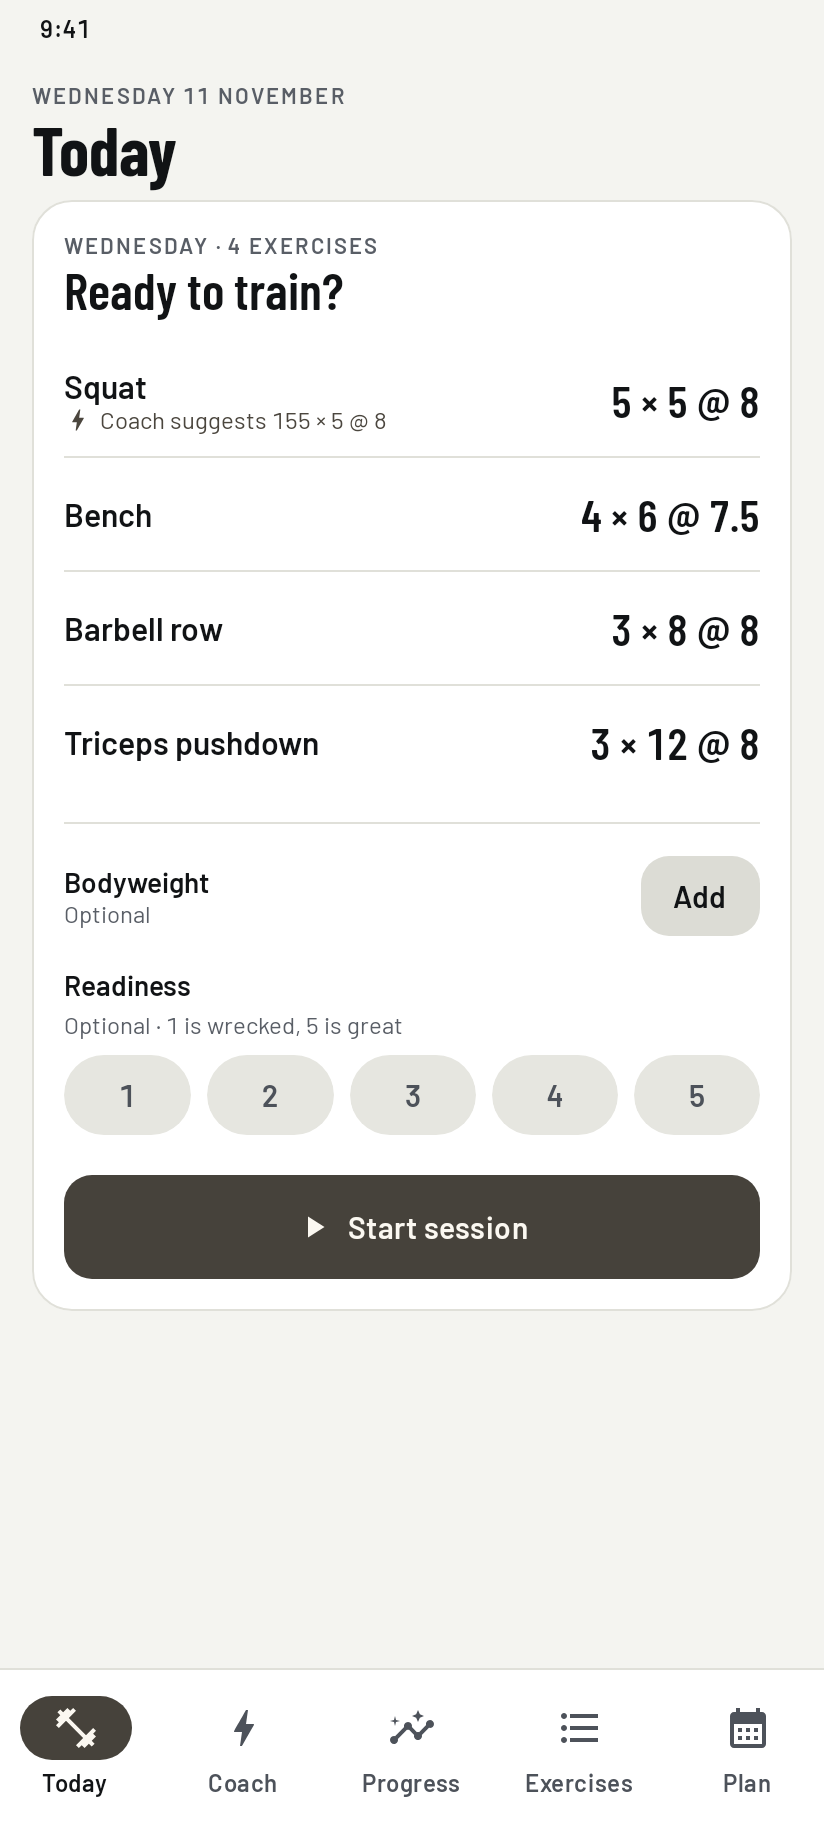 9:41
WEDNESDAY 11 NOVEMBER
Today
WEDNESDAY · 4 EXERCISES
Ready to train?
Squat
Coach suggests 155 × 5 @ 8
5 × 5 @ 8
Bench
4 × 6 @ 7.5
Barbell row
3 × 8 @ 8
Triceps pushdown
3 × 12 @ 8
Bodyweight
Optional
Add
Readiness
Optional · 1 is wrecked, 5 is great
1 2 3 4 5
Start session
Today Coach Progress Exercises Plan